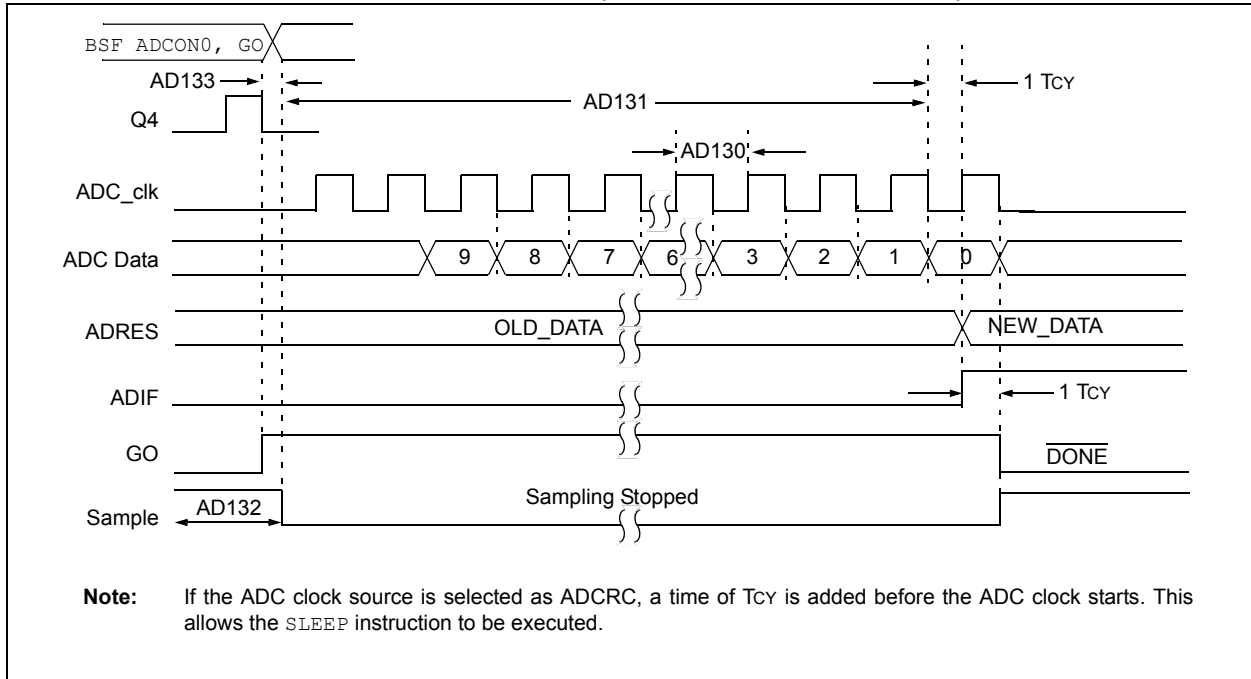 BSF ADCON0, GO
AD133
1 TCY
AD131
Q4
AD130
ADC_clk
ADC Data 9 8 7 6 3 2 1 0
ADRES OLD_DATA NEW_DATA
ADIF 1 TCY
GO DONE
Sample AD132 Sampling Stopped
Note: If the ADC clock source is selected as ADCRC, a time of TCY is added before the ADC clock starts. This
allows the SLEEP instruction to be executed.